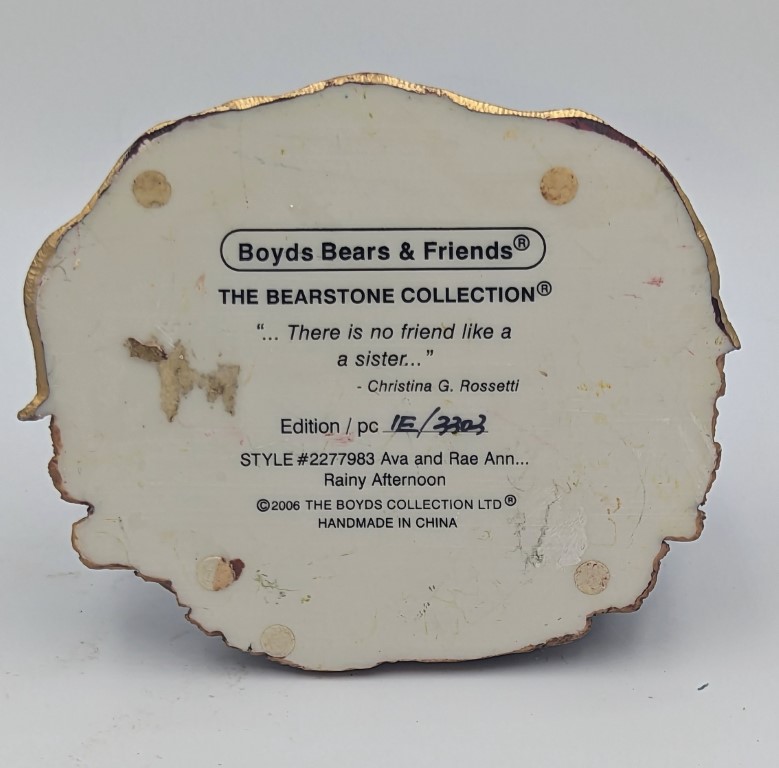 Boyds Bears & Friends®
THE BEARSTONE COLLECTION®
"... There is no friend like a
a sister..."
- Christina G. Rossetti
Edition / pc 1E/3303
STYLE #2277983 Ava and Rae Ann...
Rainy Afternoon
©2006 THE BOYDS COLLECTION LTD®
HANDMADE IN CHINA